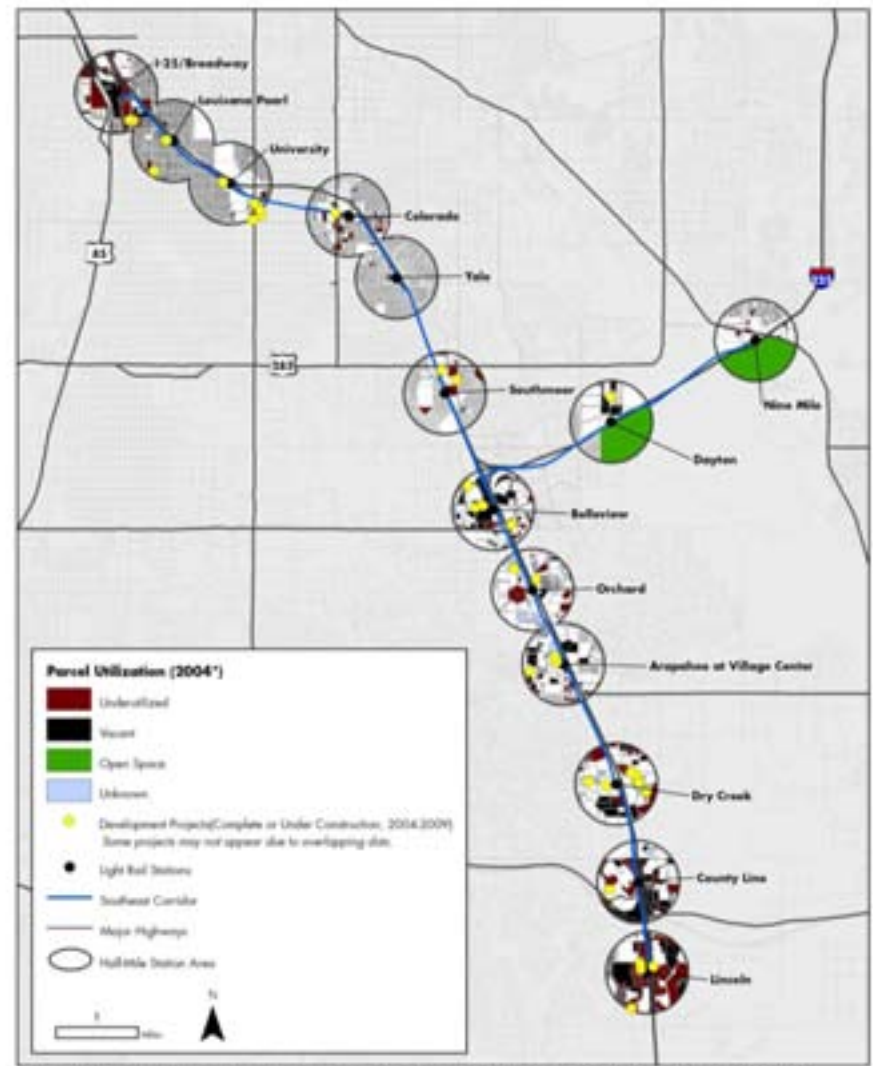 I-25/Broadway
Louisiana Pearl
University
Colorado
Yale
85
225
285
Southmoor
Nine Mile
Dayton
Belleview
Orchard
Arapahoe at Village Center
Dry Creek
County Line
Lincoln
Parcel Utilization (2004*)
Underutilized
Vacant
Open Space
Unknown
Development Projects(Complete or Under Construction, 2004-2009)
Some projects may not appear due to overlapping dots.
Light Rail Stations
Southeast Corridor
Major Highways
Half-Mile Station Area
N
1
Miles